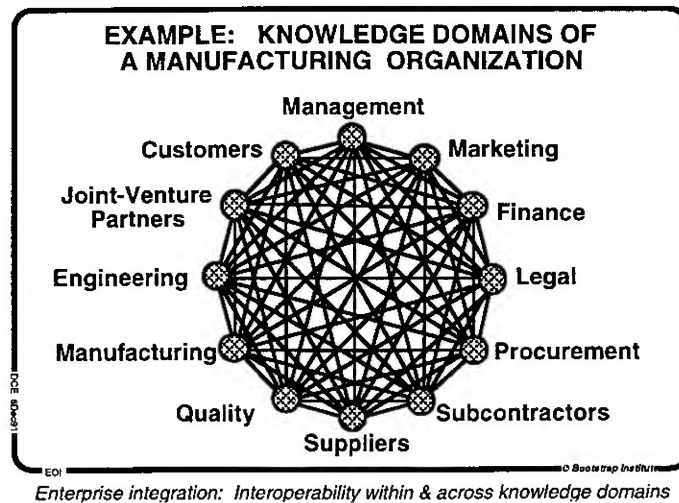 EXAMPLE: KNOWLEDGE DOMAINS OF
A MANUFACTURING ORGANIZATION
Management
Customers
Marketing
Joint-Venture
Partners
Finance
Engineering
Legal
Manufacturing
Procurement
Quality
Subcontractors
Suppliers
DCE
EOI
© Bootstrap Institute
Enterprise integration: Interoperability within & across knowledge domains